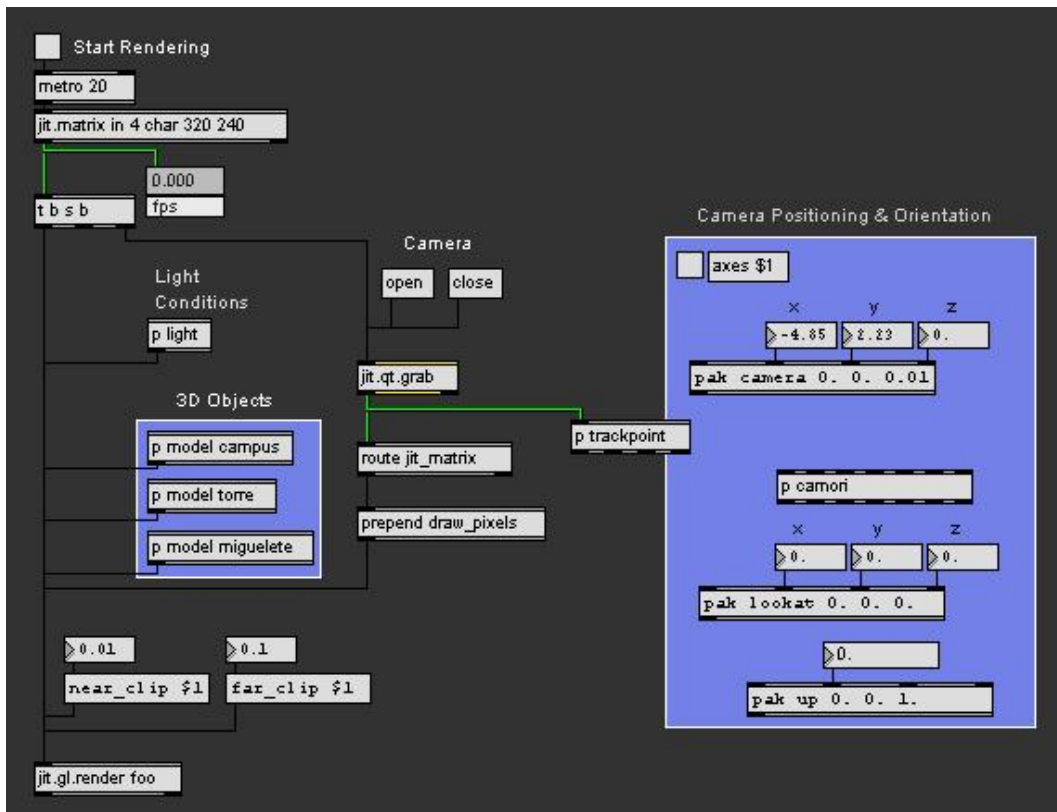 Start Rendering
metro 20
jit.matrix in 4 char 320 240
0.000
fps
t b s b
Camera Positioning & Orientation
Camera
axes $1
open
close
Light
Conditions
x y z
-4.85 2.23 0.
p light
jit.qt.grab
pak camera 0. 0. 0.01
3D Objects
p trackpoint
p model campus
route jit_matrix
p camori
p model torre
prepend draw_pixels
x y z
p model miguelete
0. 0. 0.
pak lookat 0. 0. 0.
0.01
0.1
0.
near_clip $1
far_clip $1
pak up 0. 0. 1.
jit.gl.render foo